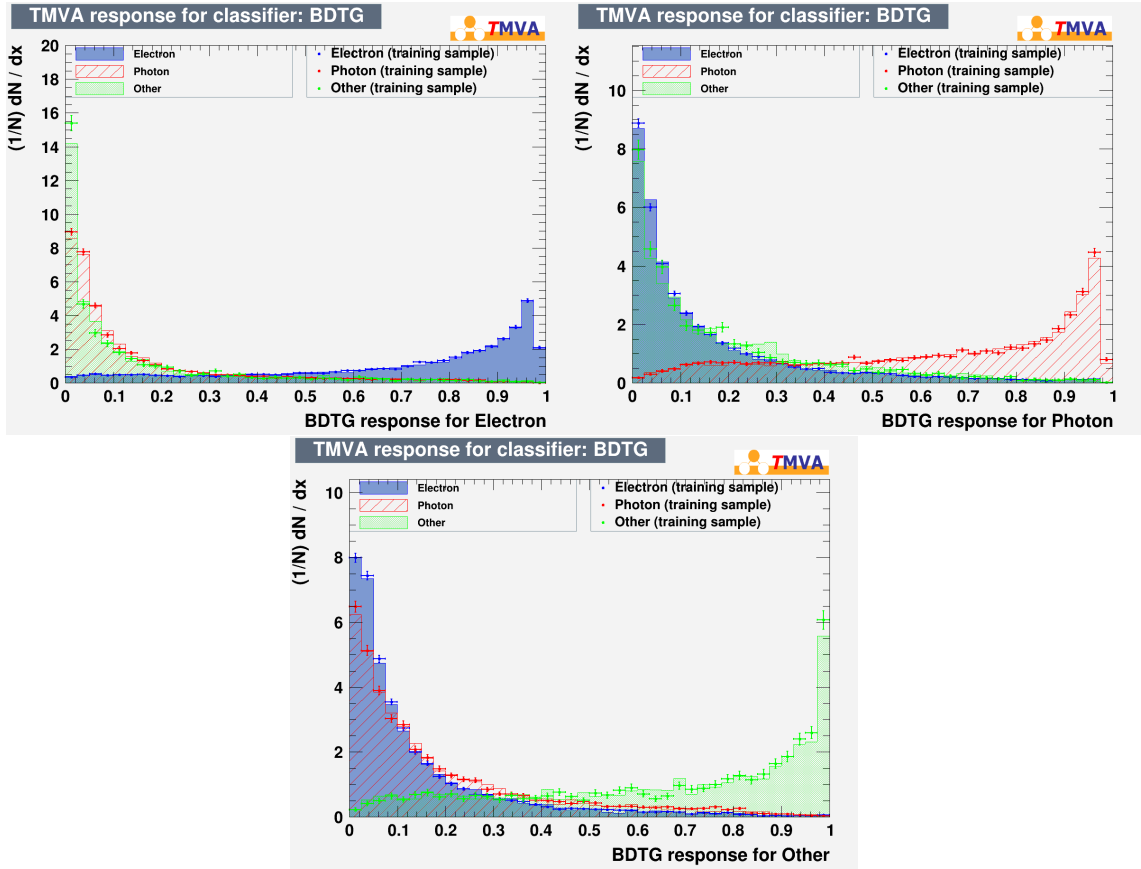 TMVA response for classifier: BDTG
TMVA
(1/N) dN / dx
Electron
Photon
Other
Electron (training sample)
Photon (training sample)
Other (training sample)
20
18
16
14
12
10
8
6
4
2
0
0 0.1 0.2 0.3 0.4 0.5 0.6 0.7 0.8 0.9 1
BDTG response for Electron
TMVA response for classifier: BDTG
TMVA
(1/N) dN / dx
Electron
Photon
Other
Electron (training sample)
Photon (training sample)
Other (training sample)
10
8
6
4
2
0
0 0.1 0.2 0.3 0.4 0.5 0.6 0.7 0.8 0.9 1
BDTG response for Photon
TMVA response for classifier: BDTG
TMVA
(1/N) dN / dx
Electron
Photon
Other
Electron (training sample)
Photon (training sample)
Other (training sample)
10
8
6
4
2
0
0 0.1 0.2 0.3 0.4 0.5 0.6 0.7 0.8 0.9 1
BDTG response for Other